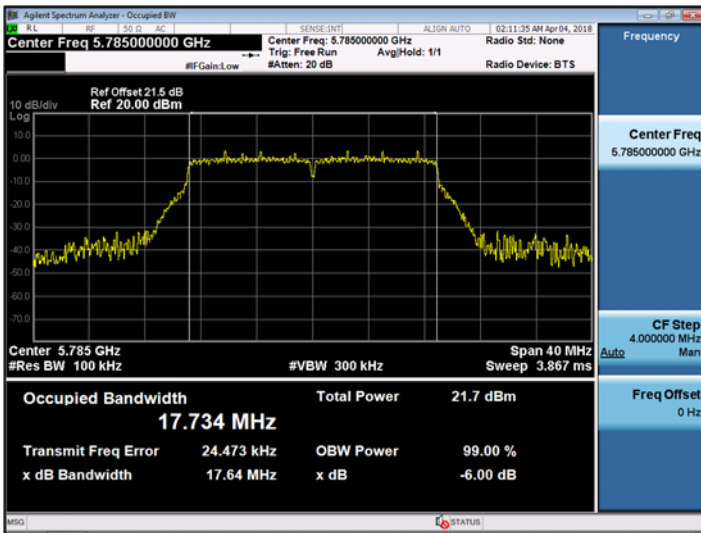 Agilent Spectrum Analyzer - Occupied BW
RL RF 50 Ω AC SENSE:INT ALIGN AUTO 02:11:35 AM Apr 04, 2018
Center Freq 5.785000000 GHz
Center Freq: 5.785000000 GHz Radio Std: None
Trig: Free Run Avg|Hold: 1/1
#IFGain:Low #Atten: 20 dB Radio Device: BTS
Ref Offset 21.5 dB
10 dB/div Ref 20.00 dBm
Log
10.0
0.00
-10.0
-20.0
-30.0
-40.0
-50.0
-60.0
-70.0
Center 5.785 GHz Span 40 MHz
#Res BW 100 kHz #VBW 300 kHz Sweep 3.867 ms
Occupied Bandwidth Total Power 21.7 dBm
17.734 MHz
Transmit Freq Error 24.473 kHz OBW Power 99.00 %
x dB Bandwidth 17.64 MHz x dB -6.00 dB
MSG STATUS
Frequency
Center Freq
5.785000000 GHz
CF Step
4.000000 MHz
Auto Man
Freq Offset
0 Hz